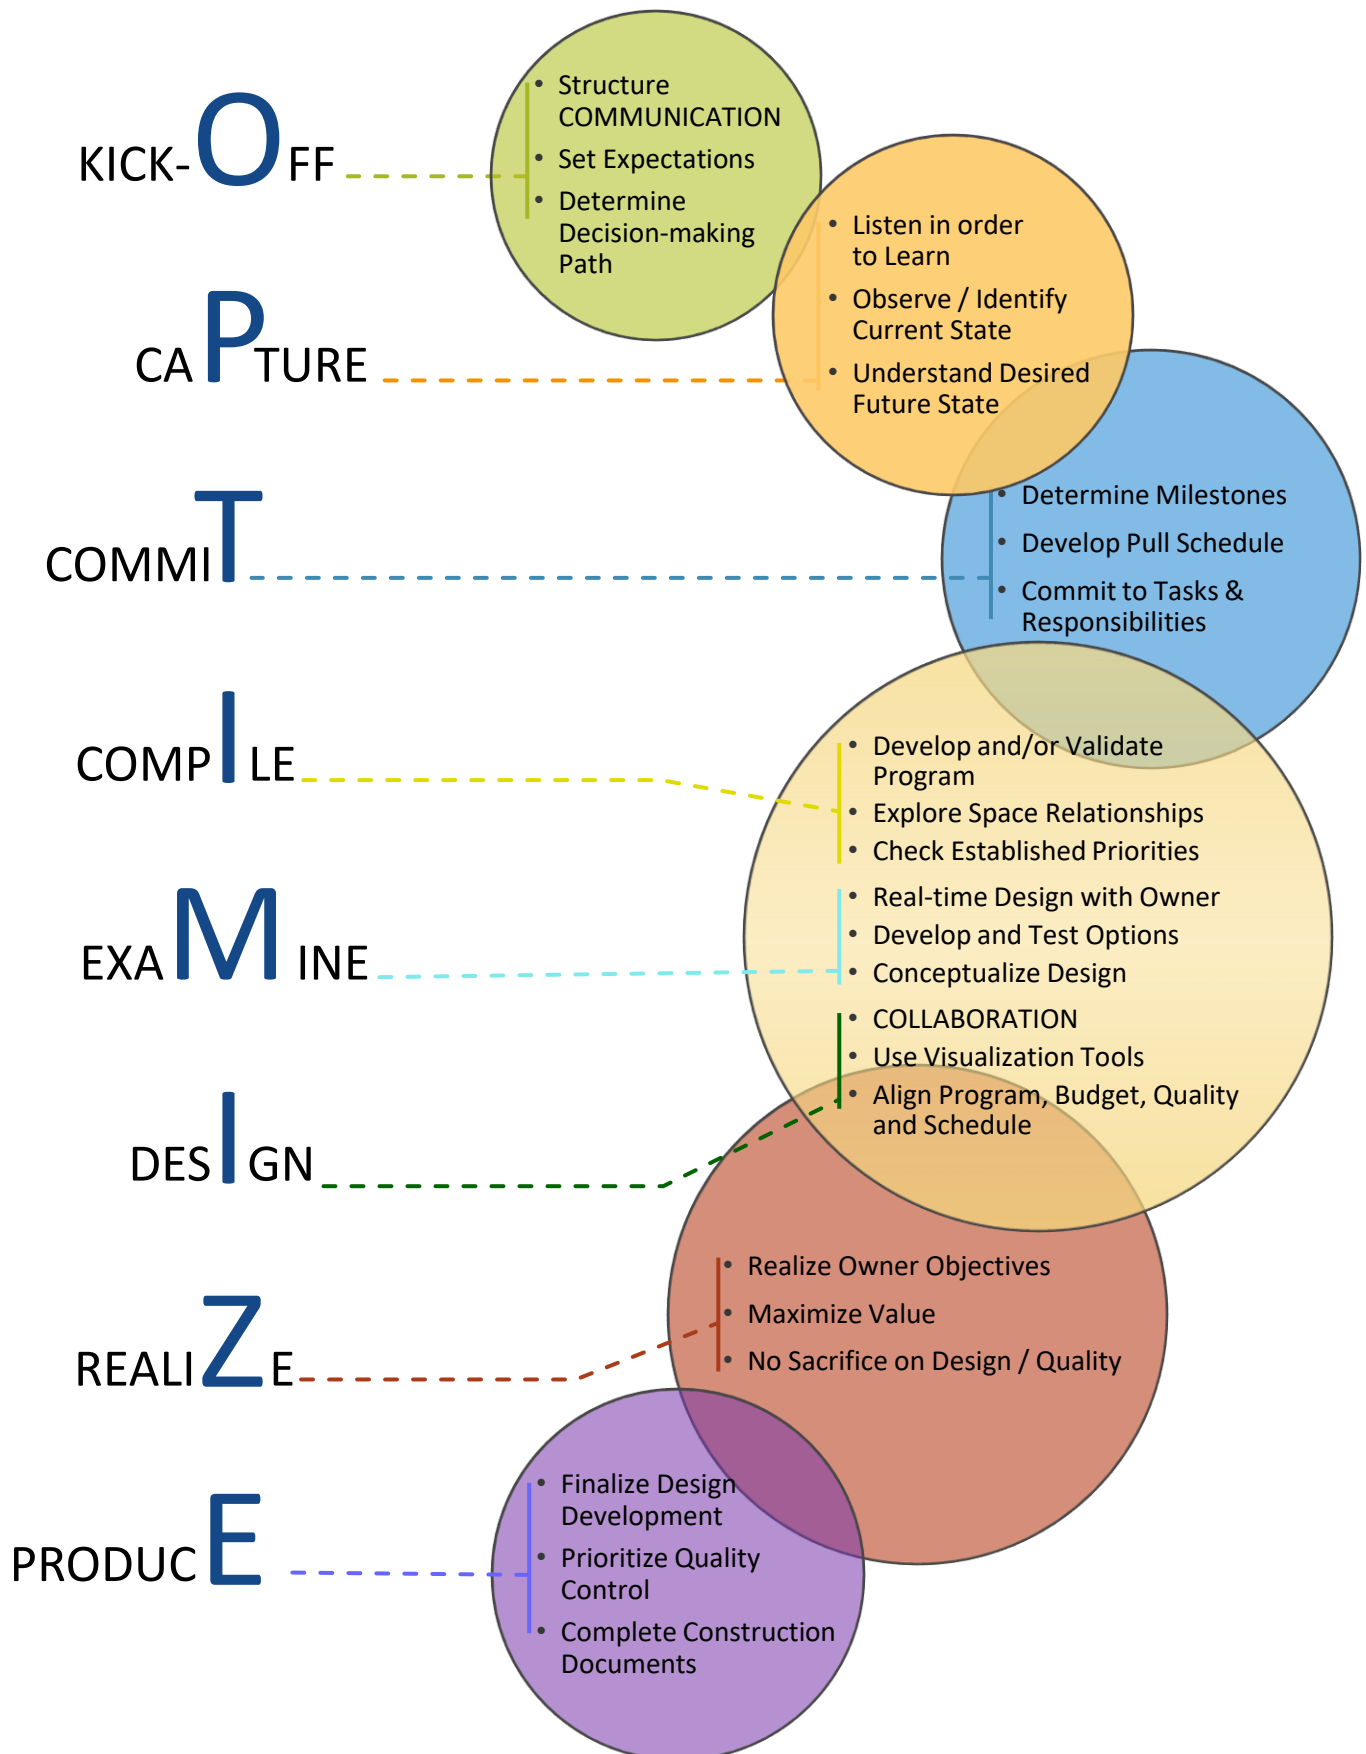 KICK-OFF
• Structure
COMMUNICATION
• Set Expectations
• Determine
Decision-making
Path
CAPTURE
• Listen in order
to Learn
• Observe / Identify
Current State
• Understand Desired
Future State
COMMIT
• Determine Milestones
• Develop Pull Schedule
• Commit to Tasks &
Responsibilities
COMPILE
• Develop and/or Validate
Program
• Explore Space Relationships
• Check Established Priorities
EXAMINE
• Real-time Design with Owner
• Develop and Test Options
• Conceptualize Design
DESIGN
• COLLABORATION
• Use Visualization Tools
• Align Program, Budget, Quality
and Schedule
REALIZE
• Realize Owner Objectives
• Maximize Value
• No Sacrifice on Design / Quality
PRODUCE
• Finalize Design
Development
• Prioritize Quality
Control
• Complete Construction
Documents